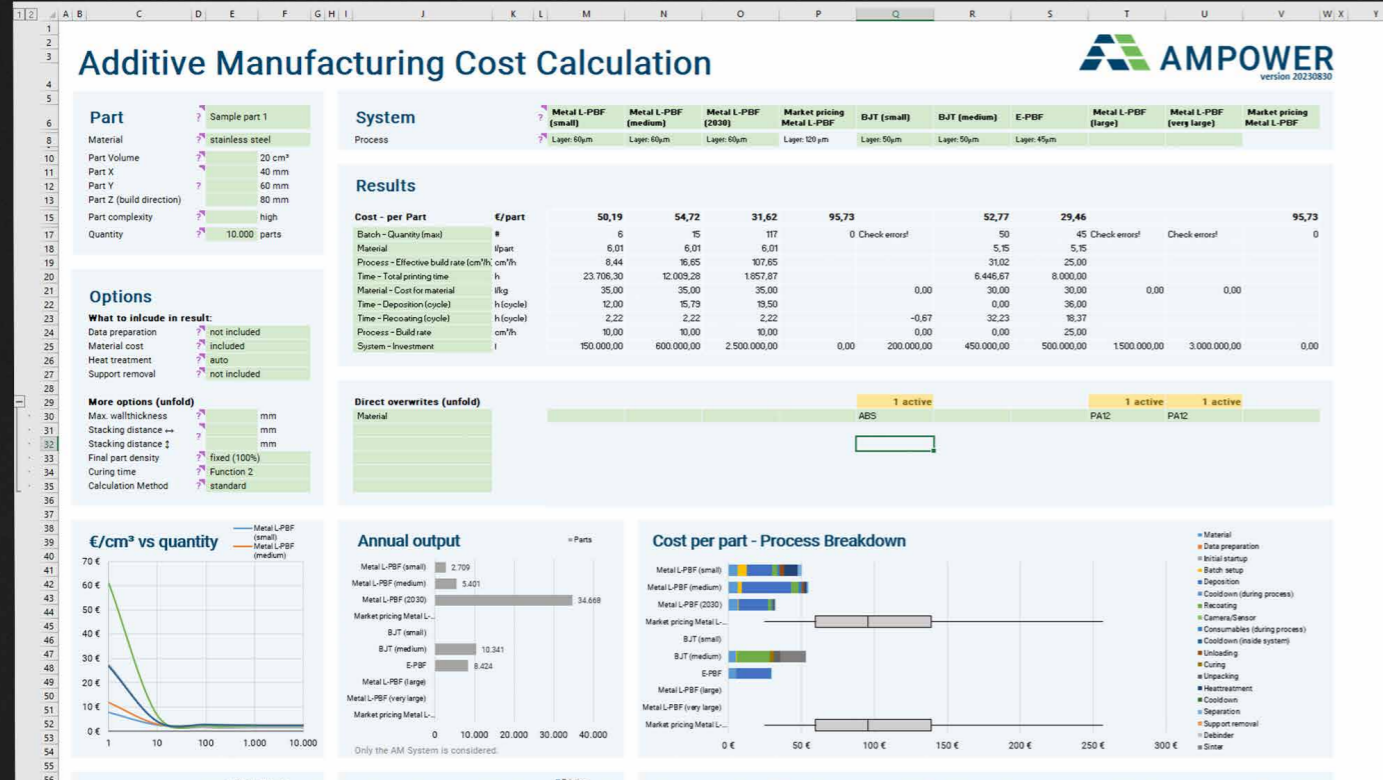 1 2 A B C D E F G H I J K L M N O P Q R S T U V W X Y
Additive Manufacturing Cost Calculation
AMPOWER
version 20230830
Part ? Sample part 1
Material ? stainless steel
Part Volume ? 20 cm³
Part X 40 mm
Part Y ? 60 mm
Part Z (build direction) 80 mm
Part complexity ? high
Quantity ? 10.000 parts
System ? Metal L-PBF (small) Metal L-PBF (medium) Metal L-PBF (2030) Market pricing Metal L-PBF BJT (small) BJT (medium) E-PBF Metal L-PBF (large) Metal L-PBF (very large) Market pricing Metal L-PBF
Process ? Layer: 60µm Layer: 60µm Layer: 60µm Layer: 120 µm Layer: 50µm Layer: 50µm Layer: 45µm
Results
Cost - per Part €/part 50,19 54,72 31,62 95,73 52,77 29,46 95,73
Batch - Quantity (max) # 6 15 117 0 Check errors! 50 45 Check errors! Check errors! 0
Material l/part 6,01 6,01 6,01 5,15 5,15
Process - Effective build rate (cm³/h) cm³/h 8,44 16,65 107,65 31,02 25,00
Time - Total printing time h 23.706,30 12.009,28 1.857,87 6.446,67 8.000,00
Material - Cost for material l/kg 35,00 35,00 35,00 0,00 30,00 30,00 0,00 0,00
Time - Deposition (cycle) h (cycle) 12,00 15,79 19,50 0,00 36,00
Time - Recoating (cycle) h (cycle) 2,22 2,22 2,22 -0,67 32,23 18,37
Process - Build rate cm³/h 10,00 10,00 10,00 0,00 0,00 25,00
System - Investment l 150.000,00 600.000,00 2.500.000,00 0,00 200.000,00 450.000,00 500.000,00 1.500.000,00 3.000.000,00 0,00
Options
What to inlcude in result:
Data preparation ? not included
Material cost ? included
Heat treatment ? auto
Support removal ? not included
More options (unfold)
Max. wallthickness ? mm
Stacking distance ↔ ? mm
Stacking distance ↕ mm
Final part density ? fixed (100%)
Curing time ? Function 2
Calculation Method ? standard
Direct overwrites (unfold) 1 active 1 active 1 active
Material ABS PA12 PA12
€/cm³ vs quantity
Metal L-PBF
(small)
Metal L-PBF
(medium)
70 €
60 €
50 €
40 €
30 €
20 €
10 €
0 €
1 10 100 1.000 10.000
Annual output
Parts
Metal L-PBF (small) 2.709
Metal L-PBF (medium) 5.401
Metal L-PBF (2030) 34.668
Market pricing Metal L-...
BJT (small)
BJT (medium) 10.341
E-PBF 8.424
Metal L-PBF (large)
Metal L-PBF (very large)
Market pricing Metal L-...
0 10.000 20.000 30.000 40.000
Only the AM System is considered.
Cost per part - Process Breakdown
Metal L-PBF (small)
Metal L-PBF (medium)
Metal L-PBF (2030)
Market pricing Metal L-...
BJT (small)
BJT (medium)
E-PBF
Metal L-PBF (large)
Metal L-PBF (very large)
Market pricing Metal L-...
0 € 50 € 100 € 150 € 200 € 250 € 300 €
Material
Data preparation
Initial startup
Batch setup
Deposition
Cooldown (during process)
Recoating
Camera/Sensor
Consumables (during process)
Cooldown (inside system)
Unloading
Curing
Unpacking
Heattreatment
Cooldown
Separation
Support removal
Debinder
Sinter